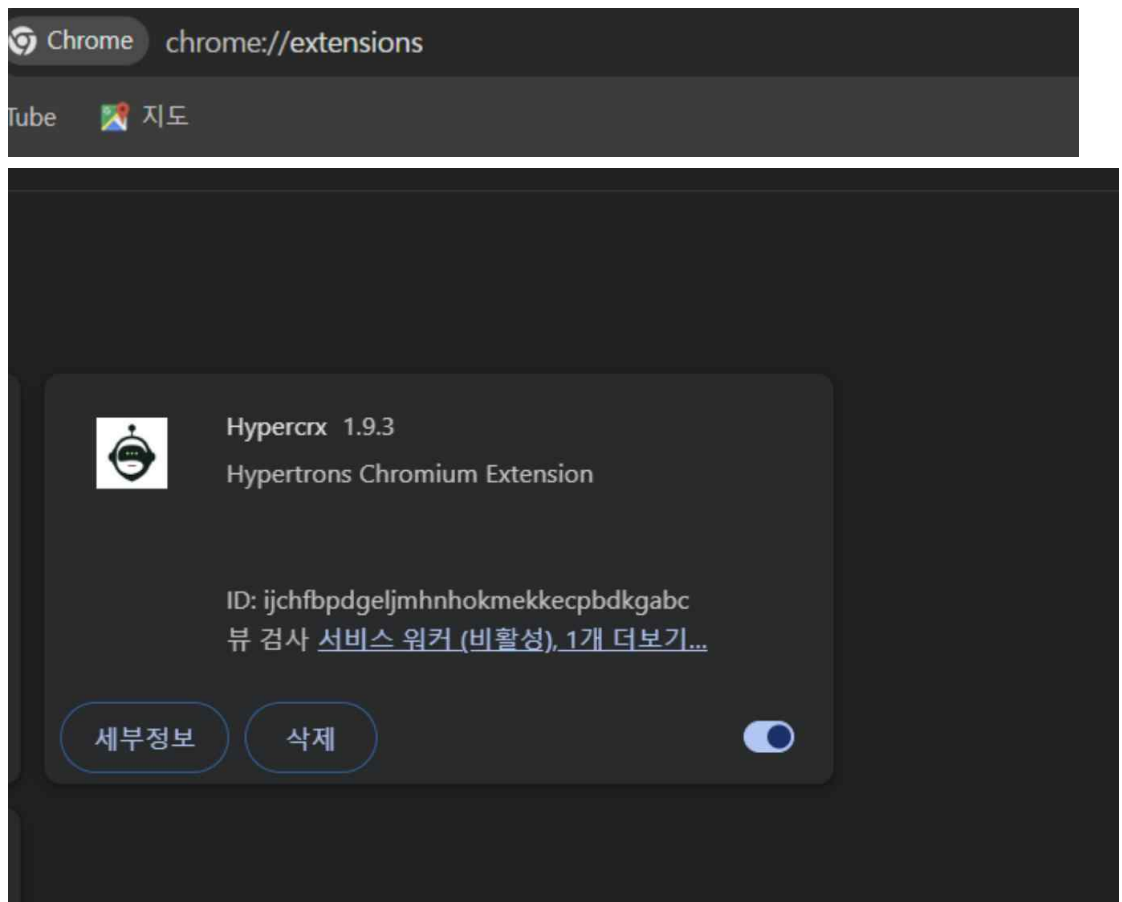 Chrome chrome://extensions
Tube 지도
Hypercrx 1.9.3
Hypertrons Chromium Extension
ID: ijchfbpdgeljmhnhokmekkecpbdkgabc
뷰 검사 서비스 워커 (비활성), 1개 더보기...
세부정보 삭제